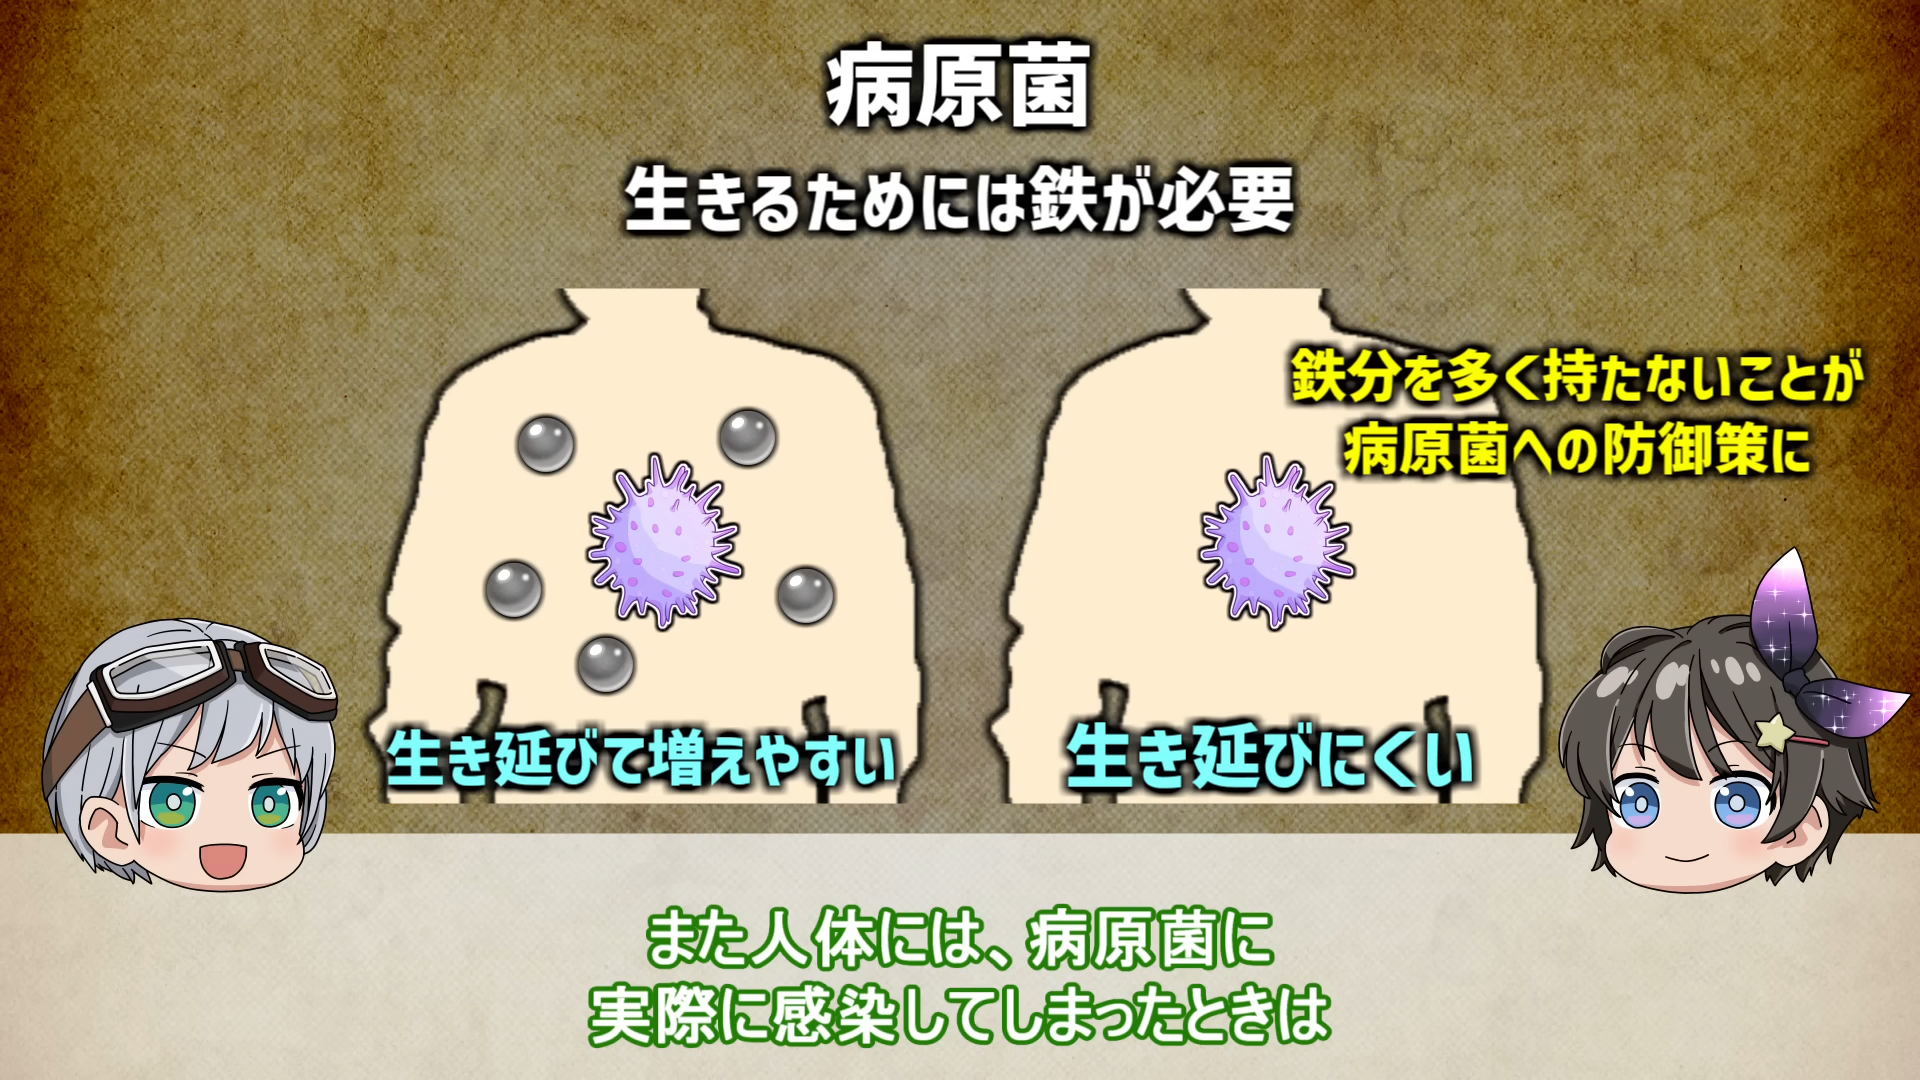 病原菌
生きるためには鉄が必要
鉄分を多く持たないことが
病原菌への防御策に
生き延びて増えやすい
生き延びにくい
また人体には、病原菌に
実際に感染してしまったときは